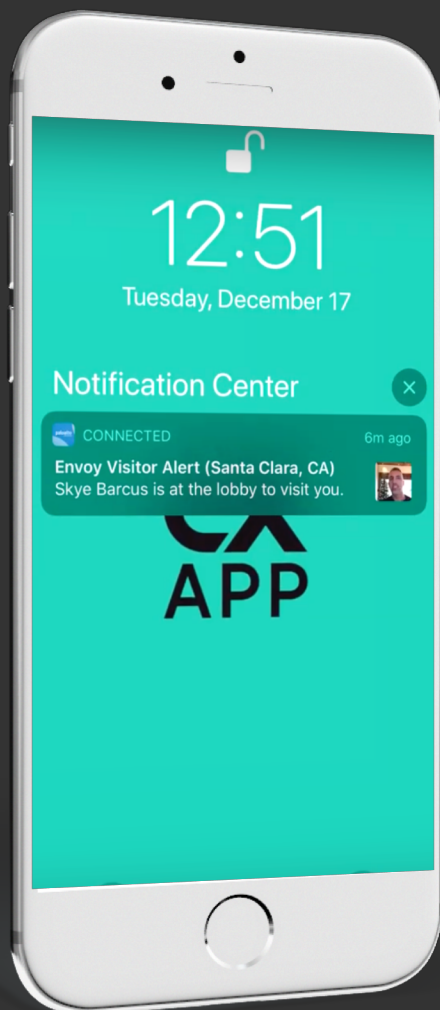 12:51
Tuesday, December 17
Notification Center
CONNECTED
6m ago
Envoy Visitor Alert (Santa Clara, CA)
Skye Barcus is at the lobby to visit you.
CX
APP